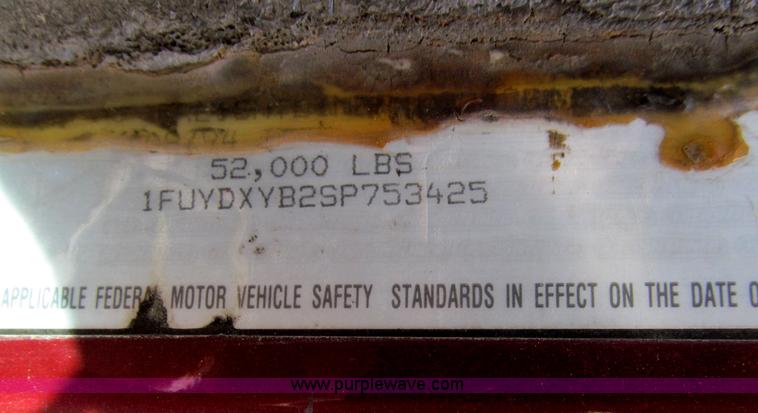 52,000 LBS
1FUYDXYB2SP753425
APPLICABLE FEDERAL MOTOR VEHICLE SAFETY STANDARDS IN EFFECT ON THE DATE
www.purplewave.com